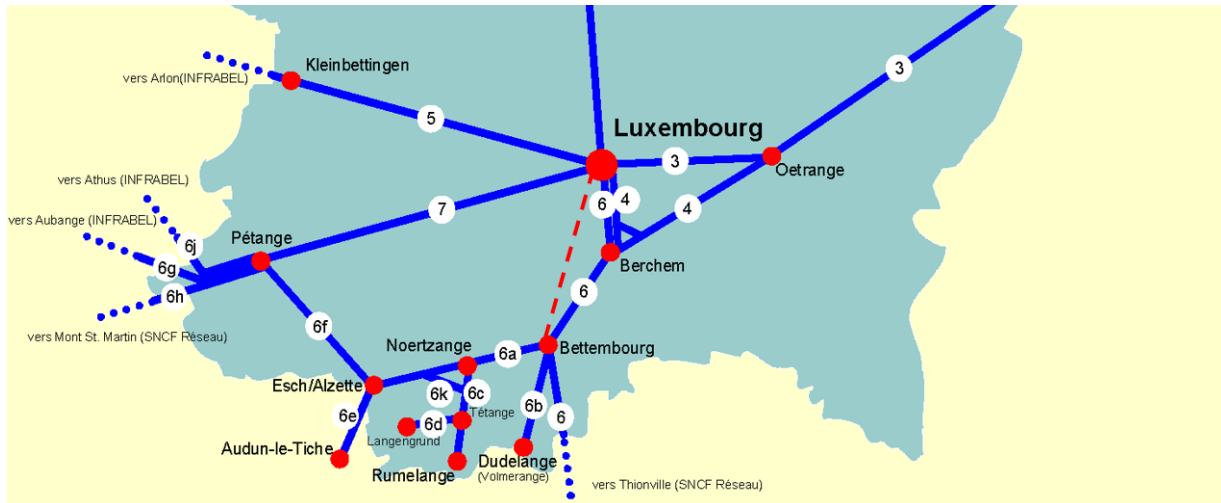 3
Kleinbettingen
vers Arlon(INFRABEL)
5
Luxembourg
3
Oetrange
vers Athus (INFRABEL)
6
4
4
7
vers Aubange (INFRABEL)
Pétange
6j
6g
Berchem
6h
6
vers Mont St. Martin (SNCF Réseau)
6f
Noertzange
6a
Bettembourg
Esch/Alzette
6k
6c
6b
6e
6d
Tétange
6
Langengrund
Audun-le-Tiche
Rumelange
Dudelange
(Volmerange)
vers Thionville (SNCF Réseau)